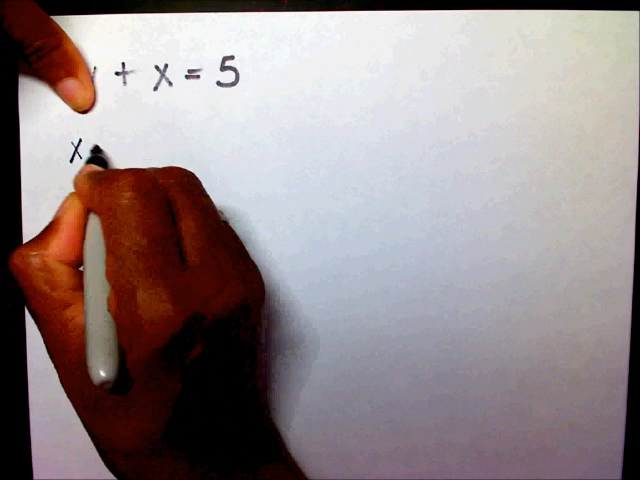 + x = 5
x